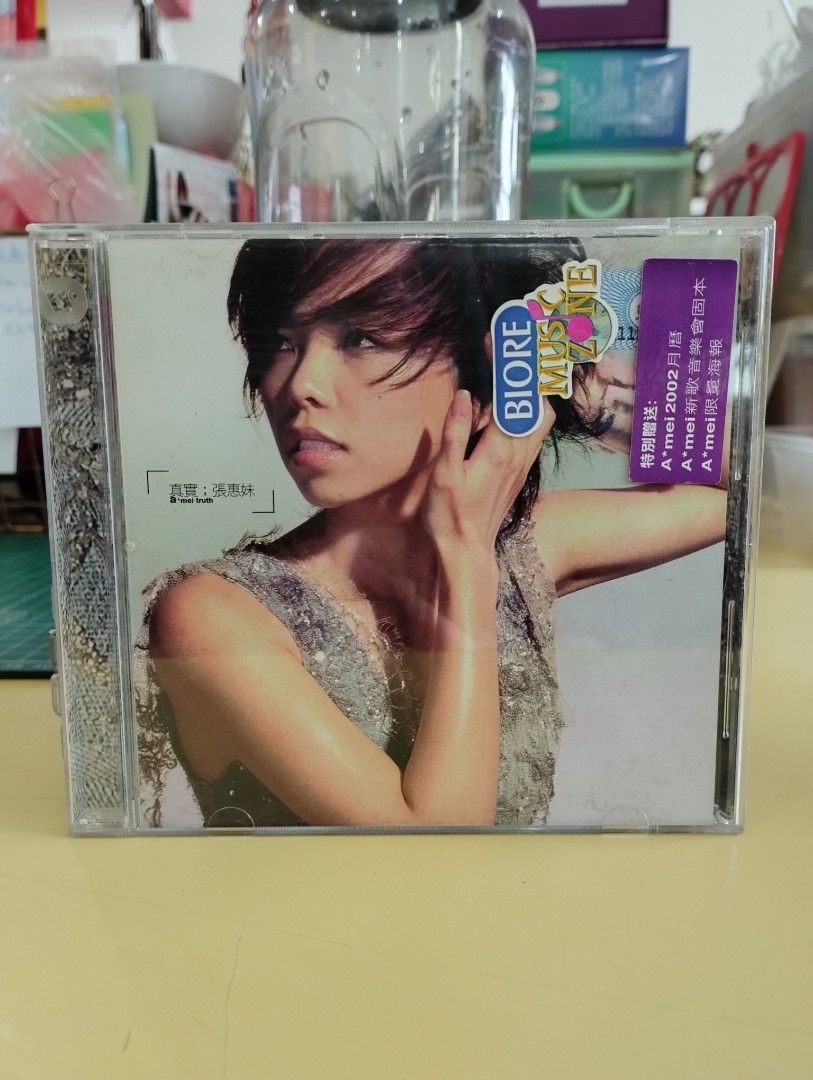 真實；張惠妹
a*mei truth
BIORE
MUSIC
ZONE
特別贈送:
A*mei 2002月曆
A*mei新歌音樂會固本
A*mei限量海報